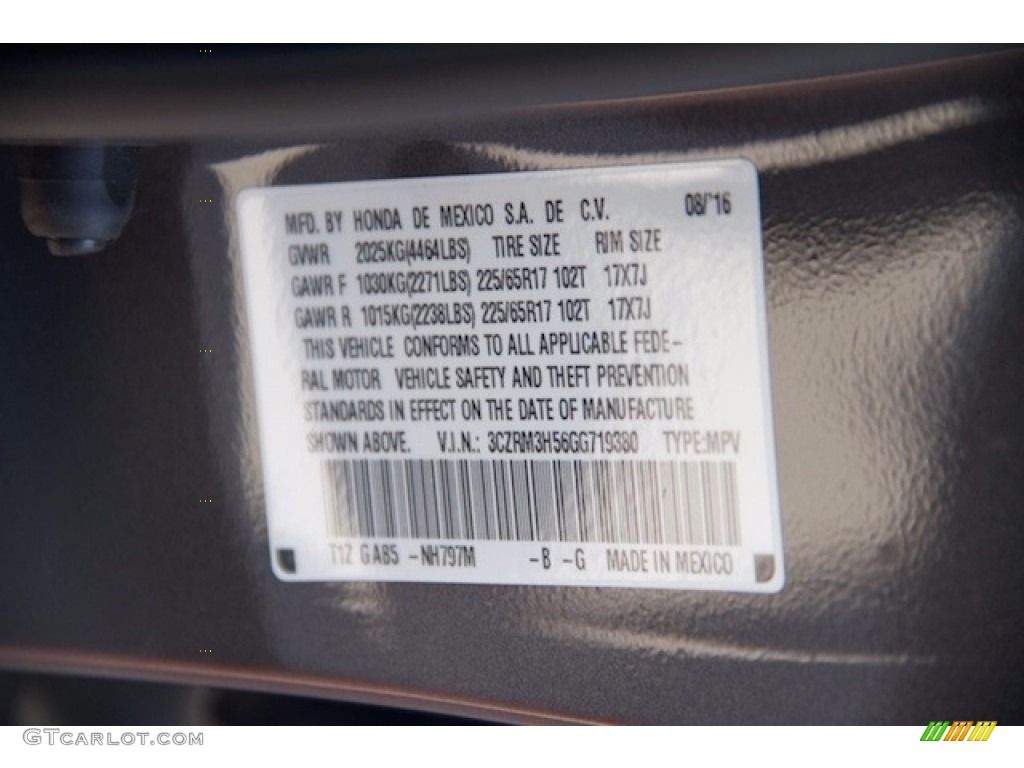 MFD. BY HONDA DE MEXICO S.A. DE C.V. 08/'16
GVWR 2025KG(4464LBS) TIRE SIZE RIM SIZE
GAWR F 1030KG(2271LBS) 225/65R17 102T 17X7J
GAWR R 1015KG(2238LBS) 225/65R17 102T 17X7J
THIS VEHICLE CONFORMS TO ALL APPLICABLE FEDE-
RAL MOTOR VEHICLE SAFETY AND THEFT PREVENTION
STANDARDS IN EFFECT ON THE DATE OF MANUFACTURE
SHOWN ABOVE. V.I.N.: 3CZRM3H56GG719380 TYPE:MPV
T1Z GAB5 -NH797M -B -G MADE IN MEXICO
GTCARLOT.COM